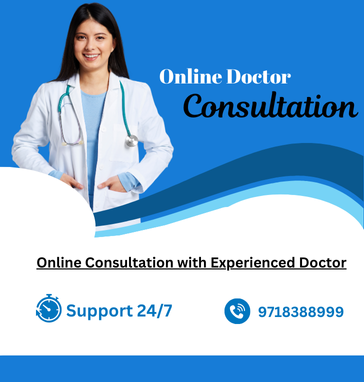 Online Doctor
Consultation
Online Consultation with Experienced Doctor
Support 24/7
9718388999